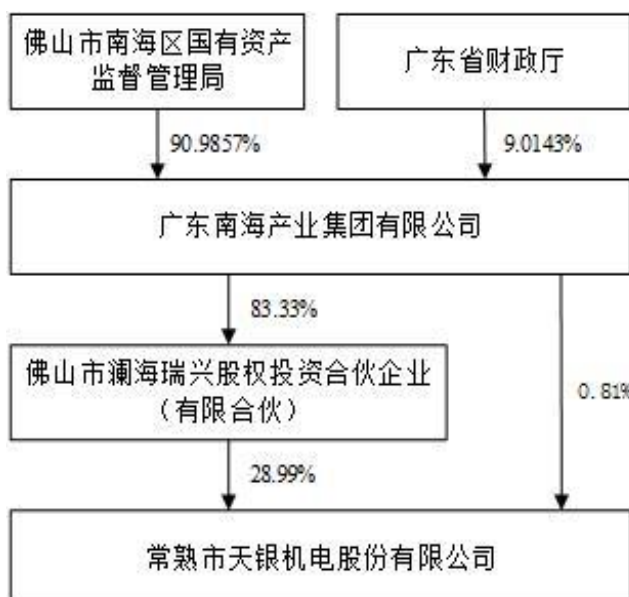 佛山市南海区国有资产
监督管理局
广东省财政厅
90.9857%
9.0143%
广东南海产业集团有限公司
83.33%
佛山市澜海瑞兴股权投资合伙企业
（有限合伙）
0.81%
28.99%
常熟市天银机电股份有限公司